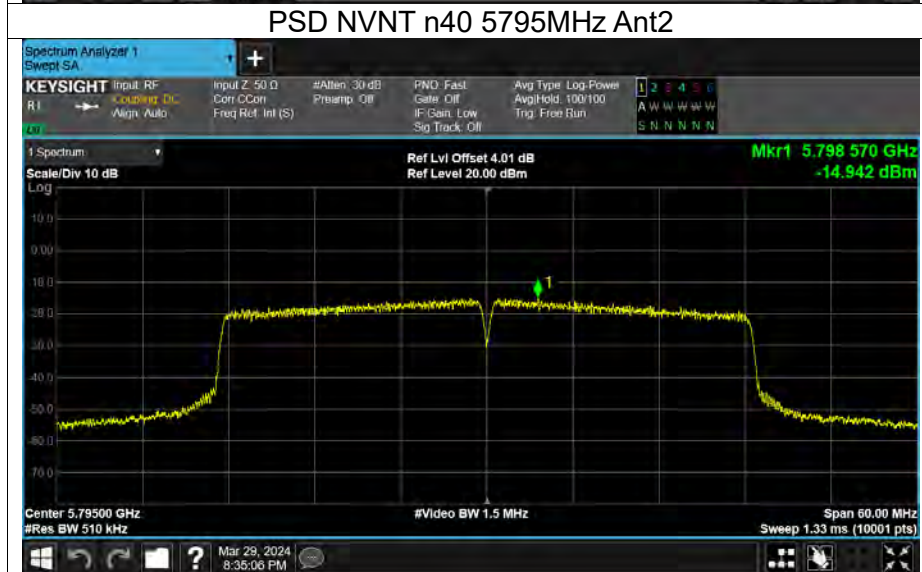 PSD NVNT n40 5795MHz Ant2
Spectrum Analyzer 1
Swept SA
+
KEYSIGHT Input: RF Input Z: 50 Ω #Atten: 30 dB PNO: Fast Avg Type: Log-Power 1 2 3 4 5 6
R L Coupling: DC Corr CCorr Preamp: Off Gate: Off Avg|Hold: 100/100 A W W W W W
Align: Auto Freq Ref: Int (S) IF Gain: Low Trig: Free Run S N N N N N
Sig Track: Off
1 Spectrum Ref Lvl Offset 4.01 dB Mkr1 5.798 570 GHz
Scale/Div 10 dB Ref Level 20.00 dBm -14.942 dBm
Log
10.0
0.00
1
-40.0
-50.0
-60.0
-70.0
Center 5.79500 GHz #Video BW 1.5 MHz Span 60.00 MHz
#Res BW 510 kHz Sweep 1.33 ms (10001 pts)
? Mar 29, 2024
8:35:06 PM